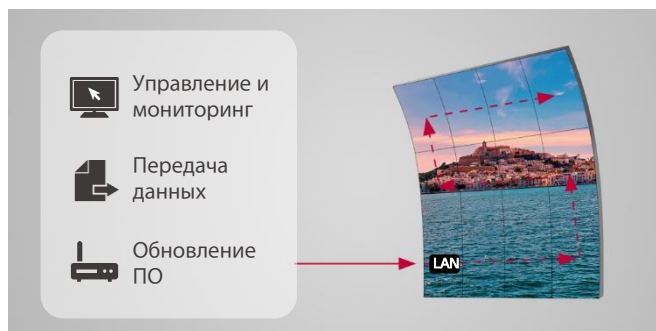 Управление и
мониторинг
Передача
данных
Обновление
ПО
LAN